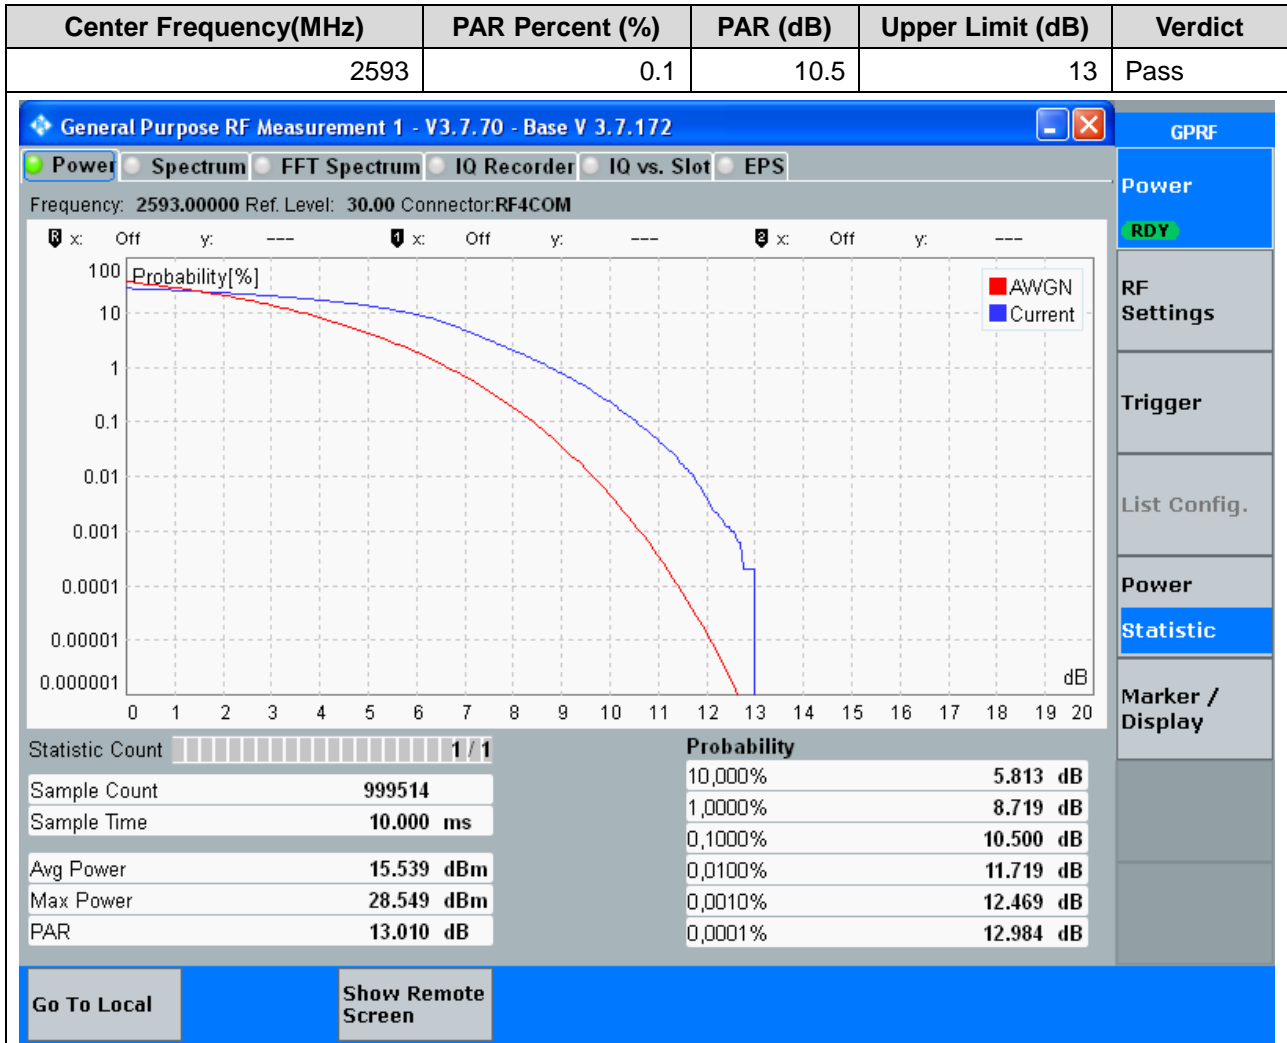 Center Frequency(MHz) PAR Percent (%) PAR (dB) Upper Limit (dB) Verdict
2593 0.1 10.5 13 Pass
General Purpose RF Measurement 1 - V3.7.70 - Base V 3.7.172
GPRF
Power Spectrum FFT Spectrum IQ Recorder IQ vs. Slot EPS
Frequency: 2593.00000 Ref. Level: 30.00 Connector:RF4COM
R x: Off y: --- 1 x: Off y: --- 2 x: Off y: ---
Probability[%]
AWGN
Current
100
10
1
0.1
0.01
0.001
0.0001
0.00001
0.000001
dB
0 1 2 3 4 5 6 7 8 9 10 11 12 13 14 15 16 17 18 19 20
Statistic Count 1 / 1
Sample Count 999514
Sample Time 10.000 ms
Avg Power 15.539 dBm
Max Power 28.549 dBm
PAR 13.010 dB
Probability
10,000% 5.813 dB
1,0000% 8.719 dB
0,1000% 10.500 dB
0,0100% 11.719 dB
0,0010% 12.469 dB
0,0001% 12.984 dB
Power
RDY
RF
Settings
Trigger
List Config.
Power
Statistic
Marker /
Display
Go To Local
Show Remote
Screen